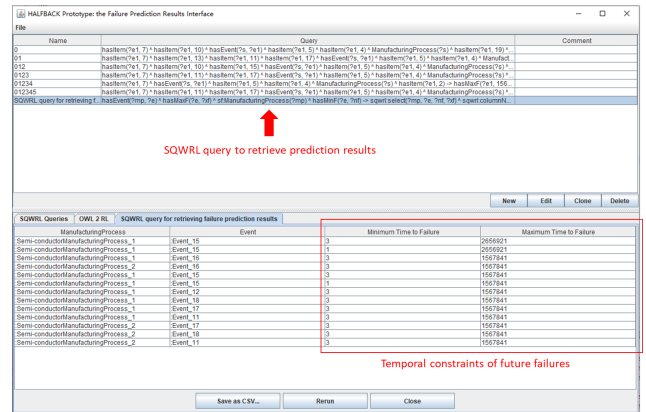 HALFBACK Prototype: the Failure Prediction Results Interface
File
Name Query Comment
0 hasItem(?e1, 7) ^ hasItem(?e1, 10) ^ hasEvent(?s, ?e1) ^ hasItem(?e1, 5) ^ hasItem(?e1, 4) ^ ManufacturingProcess(?s) ^ hasItem(?e1, 19) ^...
01 hasItem(?e1, 7) ^ hasItem(?e1, 13) ^ hasItem(?e1, 11) ^ hasItem(?e1, 17) ^ hasEvent(?s, ?e1) ^ hasItem(?e1, 5) ^ hasItem(?e1, 4) ^ Manufact...
012 hasItem(?e1, 7) ^ hasItem(?e1, 10) ^ hasItem(?e1, 15) ^ hasEvent(?s, ?e1) ^ hasItem(?e1, 5) ^ hasItem(?e1, 4) ^ ManufacturingProcess(?s) ^...
0123 hasItem(?e1, 7) ^ hasItem(?e1, 11) ^ hasItem(?e1, 17) ^ hasEvent(?s, ?e1) ^ hasItem(?e1, 5) ^ hasItem(?e1, 4) ^ ManufacturingProcess(?s) ^...
01234 hasItem(?e1, 7) ^ hasEvent(?s, ?e1) ^ hasItem(?e1, 5) ^ hasItem(?e1, 4) ^ ManufacturingProcess(?s) ^ hasItem(?e1, 2) -> hasMaxF(?e1, 156...
012345 hasItem(?e1, 7) ^ hasItem(?e1, 11) ^ hasItem(?e1, 17) ^ hasEvent(?s, ?e1) ^ hasItem(?e1, 5) ^ hasItem(?e1, 4) ^ ManufacturingProcess(?s) ^...
SQWRL query for retrieving f... hasEvent(?mp, ?e) ^ hasMaxF(?e, ?xf) ^ sf:ManufacturingProcess(?mp) ^ hasMinF(?e, ?nf) -> sqwrl:select(?mp, ?e, ?nf, ?xf) ^ sqwrl:columnN...
SQWRL query to retrieve prediction results
New Edit Clone Delete
SQWRL Queries OWL 2 RL SQWRL query for retrieving failure prediction results
ManufacturingProcess Event Minimum Time to Failure Maximum Time to Failure
:Semi-conductorManufacturingProcess_1 :Event_15 3 2656921
:Semi-conductorManufacturingProcess_1 :Event_15 1 2656921
:Semi-conductorManufacturingProcess_1 :Event_16 3 1567841
:Semi-conductorManufacturingProcess_2 :Event_16 3 1567841
:Semi-conductorManufacturingProcess_1 :Event_15 3 1567841
:Semi-conductorManufacturingProcess_1 :Event_15 1 1567841
:Semi-conductorManufacturingProcess_1 :Event_12 3 1567841
:Semi-conductorManufacturingProcess_1 :Event_18 3 1567841
:Semi-conductorManufacturingProcess_1 :Event_17 3 1567841
:Semi-conductorManufacturingProcess_1 :Event_11 3 1567841
:Semi-conductorManufacturingProcess_2 :Event_17 3 1567841
:Semi-conductorManufacturingProcess_2 :Event_18 3 1567841
:Semi-conductorManufacturingProcess_2 :Event_11 3 1567841
Temporal constraints of future failures
Save as CSV... Rerun Close